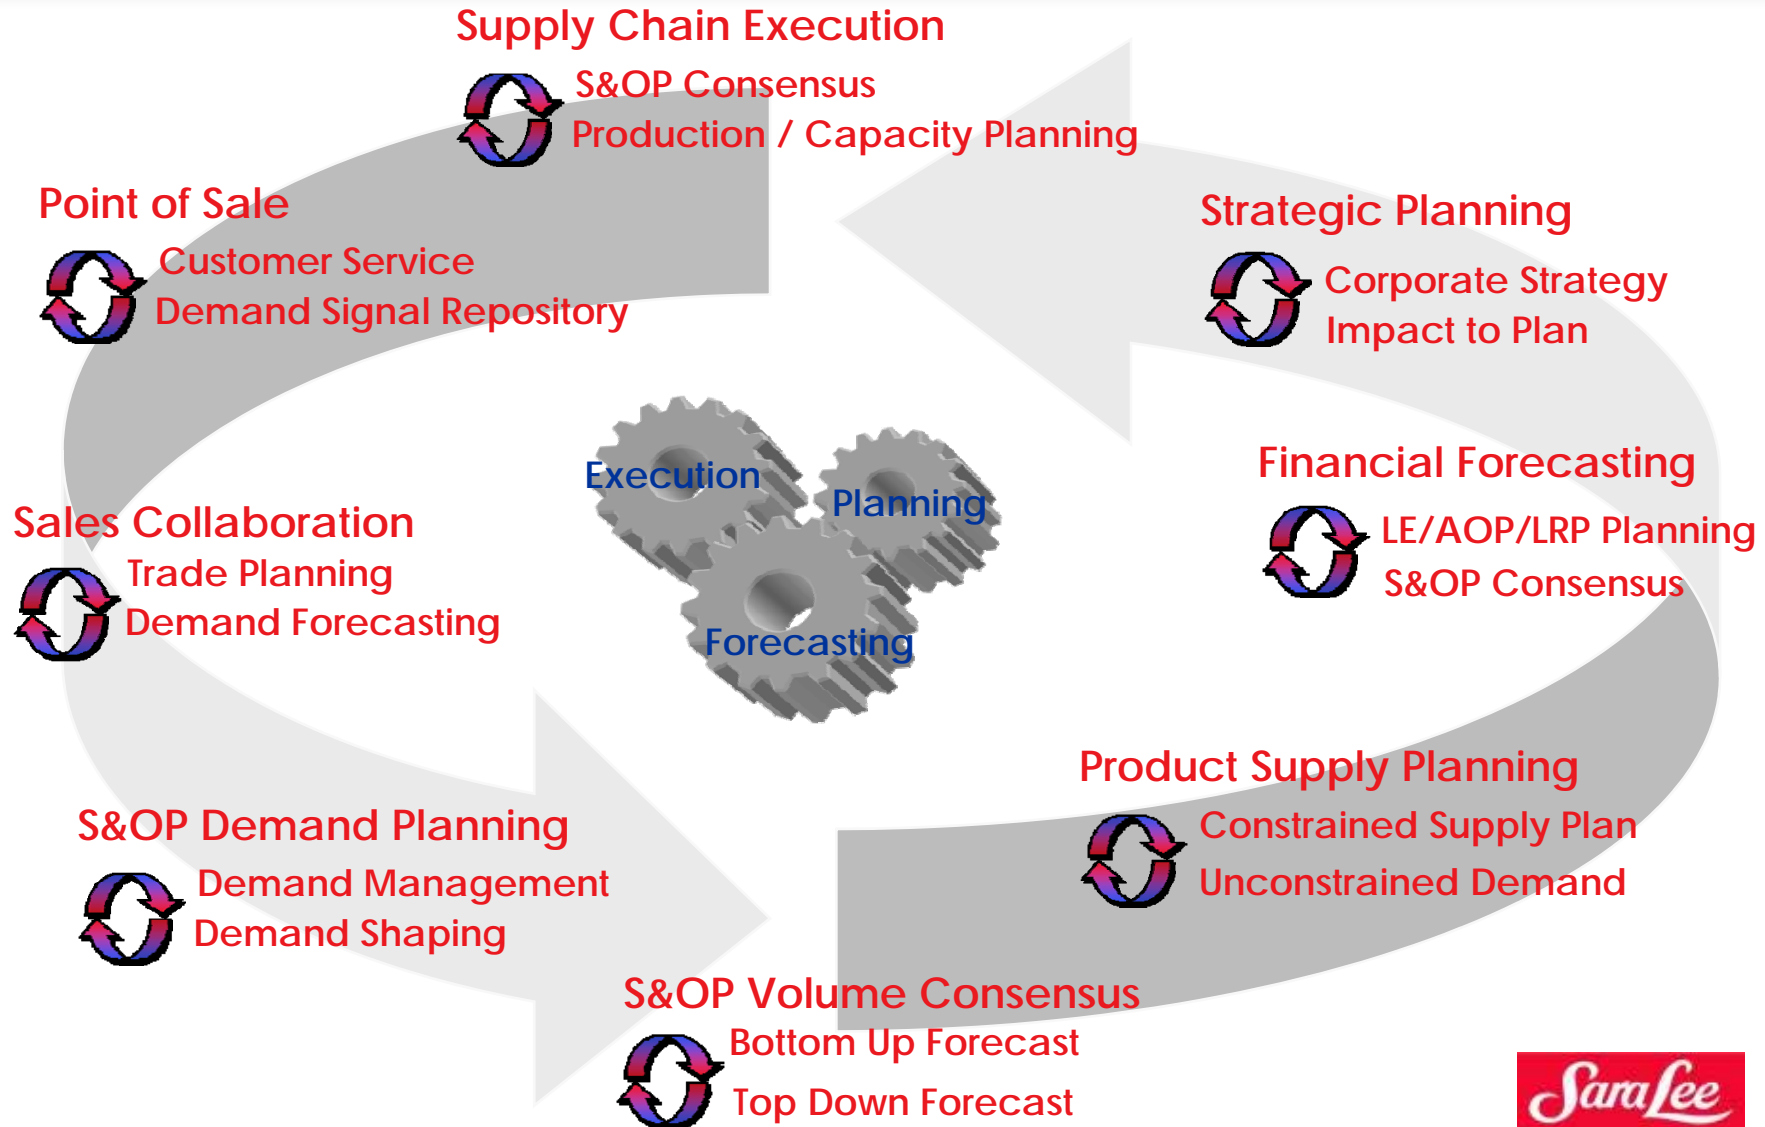 Supply Chain Execution
S&OP Consensus
Production / Capacity Planning
Point of Sale
Customer Service
Demand Signal Repository
Strategic Planning
Corporate Strategy
Impact to Plan
Execution
Planning
Forecasting
Financial Forecasting
LE/AOP/LRP Planning
S&OP Consensus
Sales Collaboration
Trade Planning
Demand Forecasting
Product Supply Planning
Constrained Supply Plan
Unconstrained Demand
S&OP Demand Planning
Demand Management
Demand Shaping
S&OP Volume Consensus
Bottom Up Forecast
Top Down Forecast
Sara Lee